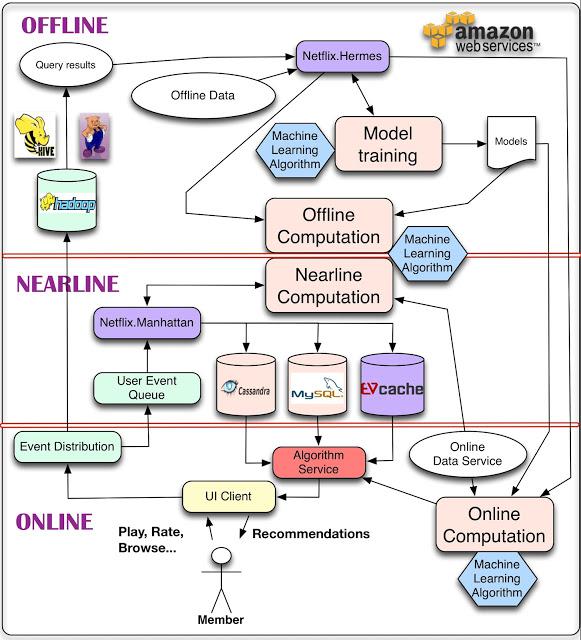 OFFLINE
amazon
web services™
Query results
Netflix.Hermes
Offline Data
HIVE
Machine
Learning
Algorithm
Model
training
Models
hadoop
Offline
Computation
Machine
Learning
Algorithm
NEARLINE
Nearline
Computation
Netflix.Manhattan
User Event
Queue
Cassandra
MySQL
EVcache
Event Distribution
Algorithm
Service
Online
Data Service
UI Client
ONLINE
Play, Rate,
Browse...
Recommendations
Online
Computation
Machine
Learning
Algorithm
Member